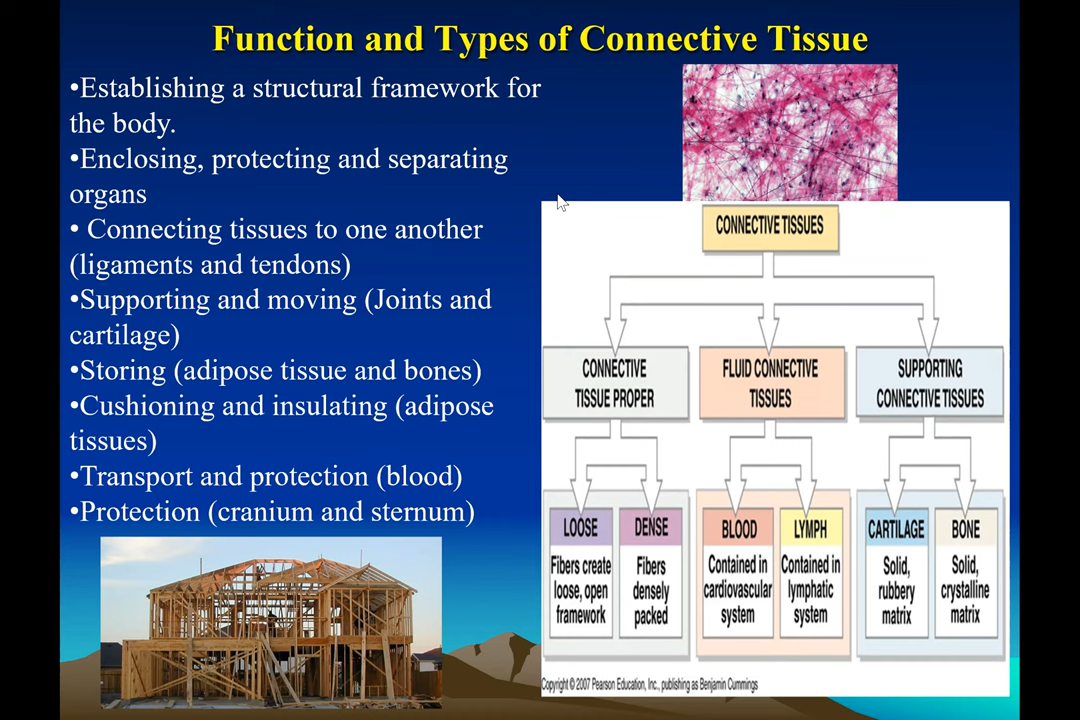 Function and Types of Connective Tissue
•Establishing a structural framework for
the body.
•Enclosing, protecting and separating
organs
• Connecting tissues to one another
(ligaments and tendons)
•Supporting and moving (Joints and
cartilage)
•Storing (adipose tissue and bones)
•Cushioning and insulating (adipose
tissues)
•Transport and protection (blood)
•Protection (cranium and sternum)
CONNECTIVE TISSUES
CONNECTIVE
TISSUE PROPER
FLUID CONNECTIVE
TISSUES
SUPPORTING
CONNECTIVE TISSUES
LOOSE
Fibers create
loose, open
framework
DENSE
Fibers
densely
packed
BLOOD
Contained in
cardiovascular
system
LYMPH
Contained in
lymphatic
system
CARTILAGE
Solid,
rubbery
matrix
BONE
Solid,
crystalline
matrix
Copyright © 2007 Pearson Education, Inc., publishing as Benjamin Cummings